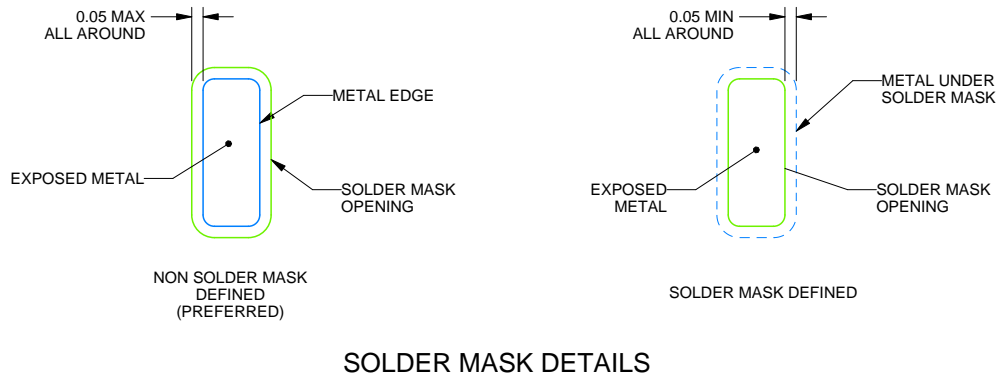 0.05 MAX
ALL AROUND
METAL EDGE
EXPOSED METAL
SOLDER MASK
OPENING
NON SOLDER MASK
DEFINED
(PREFERRED)
0.05 MIN
ALL AROUND
METAL UNDER
SOLDER MASK
EXPOSED
METAL
SOLDER MASK
OPENING
SOLDER MASK DEFINED
SOLDER MASK DETAILS